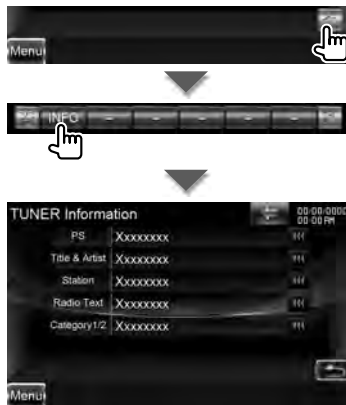 Menu
INFO
TUNER Information
00/00/0000
00:00 PM
PS Xxxxxxxx
Title & Artist Xxxxxxxx
Station Xxxxxxxx
Radio Text Xxxxxxxx
Category1/2 Xxxxxxxx
Menu